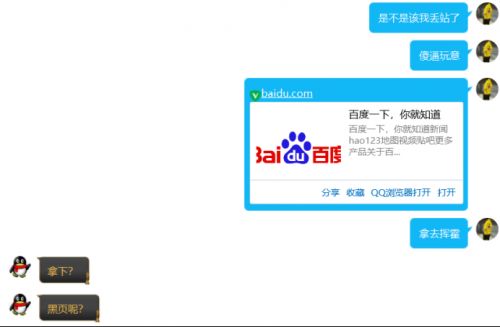 是不是该我丢站了
傻逼玩意
baidu.com
百度一下，你就知道
Bai du 百度
百度一下，你就知道新闻
hao123地图视频贴吧更多
产品关于百...
分享 收藏 QQ浏览器打开 打开
拿去挥霍
拿下?
黑页呢?